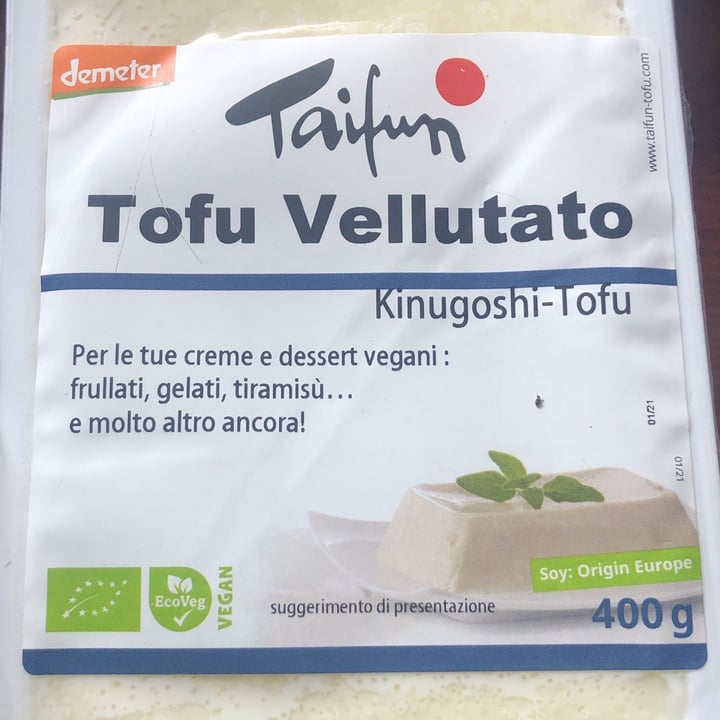 demeter
Taifun
www.taifun-tofu.com
Tofu Vellutato
Kinugoshi-Tofu
Per le tue creme e dessert vegani :
frullati, gelati, tiramisù...
e molto altro ancora!
01/21
01/21
Soy: Origin Europe
EcoVeg
VEGAN
suggerimento di presentazione
400 g